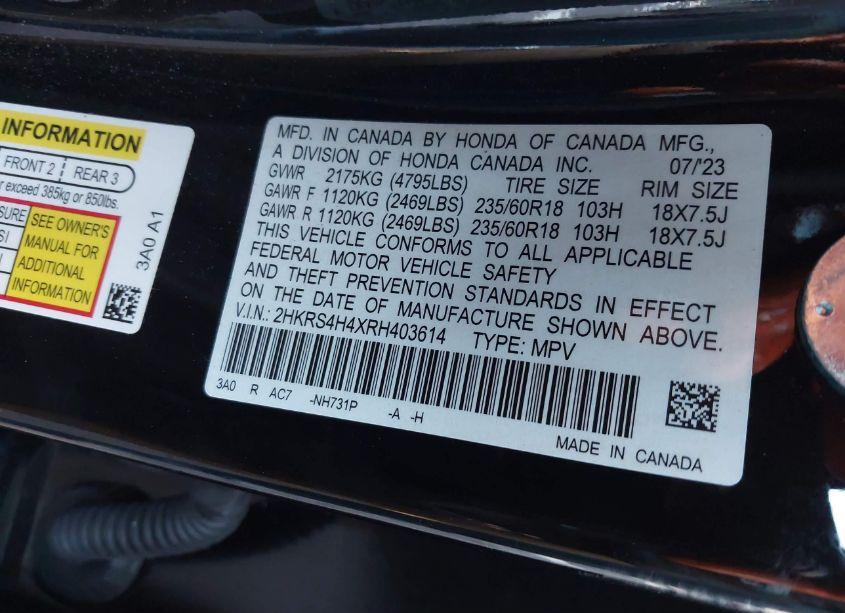 INFORMATION
FRONT 2 REAR 3
exceed 385kg or 850lbs.
SEE OWNER'S
MANUAL FOR
ADDITIONAL
INFORMATION
3A0 A1
MFD. IN CANADA BY HONDA OF CANADA MFG.,
A DIVISION OF HONDA CANADA INC. 07/'23
GVWR 2175KG (4795LBS) TIRE SIZE RIM SIZE
GAWR F 1120KG (2469LBS) 235/60R18 103H 18X7.5J
GAWR R 1120KG (2469LBS) 235/60R18 103H 18X7.5J
THIS VEHICLE CONFORMS TO ALL APPLICABLE
FEDERAL MOTOR VEHICLE SAFETY
AND THEFT PREVENTION STANDARDS IN EFFECT
ON THE DATE OF MANUFACTURE SHOWN ABOVE.
V.I.N.: 2HKRS4H4XRH403614 TYPE: MPV
3A0 R AC7 -NH731P -A -H
MADE IN CANADA